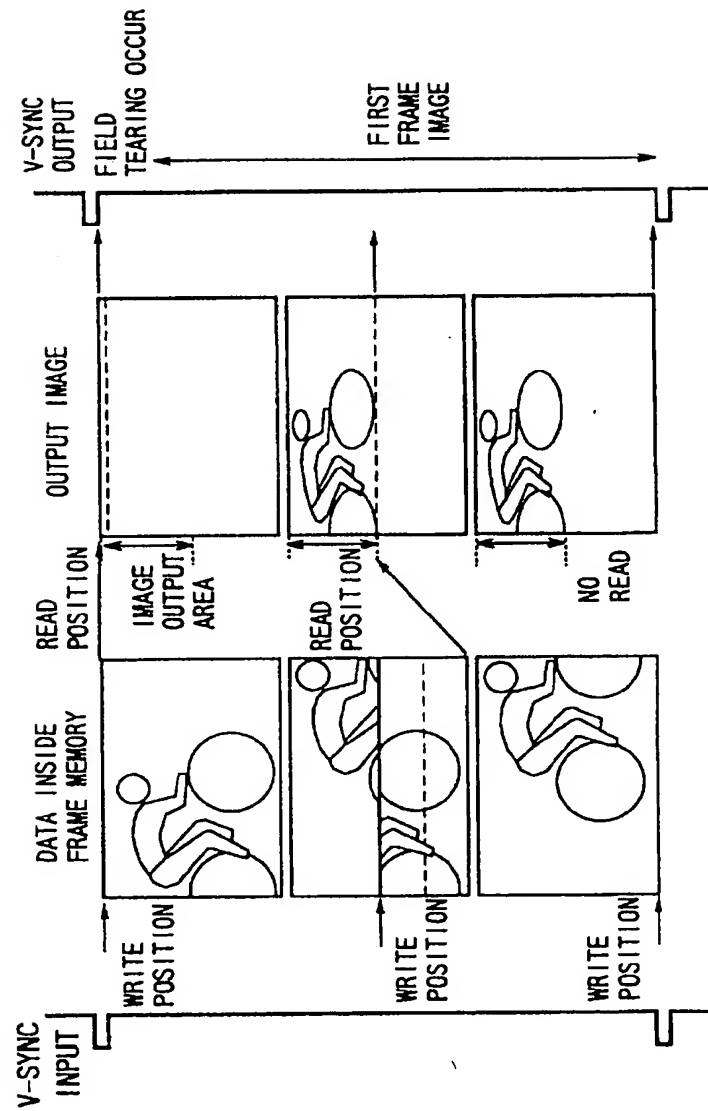 V-SYNC
INPUT
WRITE
POSITION
WRITE
POSITION
WRITE
POSITION
DATA INSIDE
FRAME MEMORY
READ
POSITION
IMAGE
OUTPUT
AREA
READ
POSITION
NO
READ
OUTPUT IMAGE
V-SYNC
OUTPUT
FIELD
TEARING OCCUR
FIRST
FRAME
IMAGE